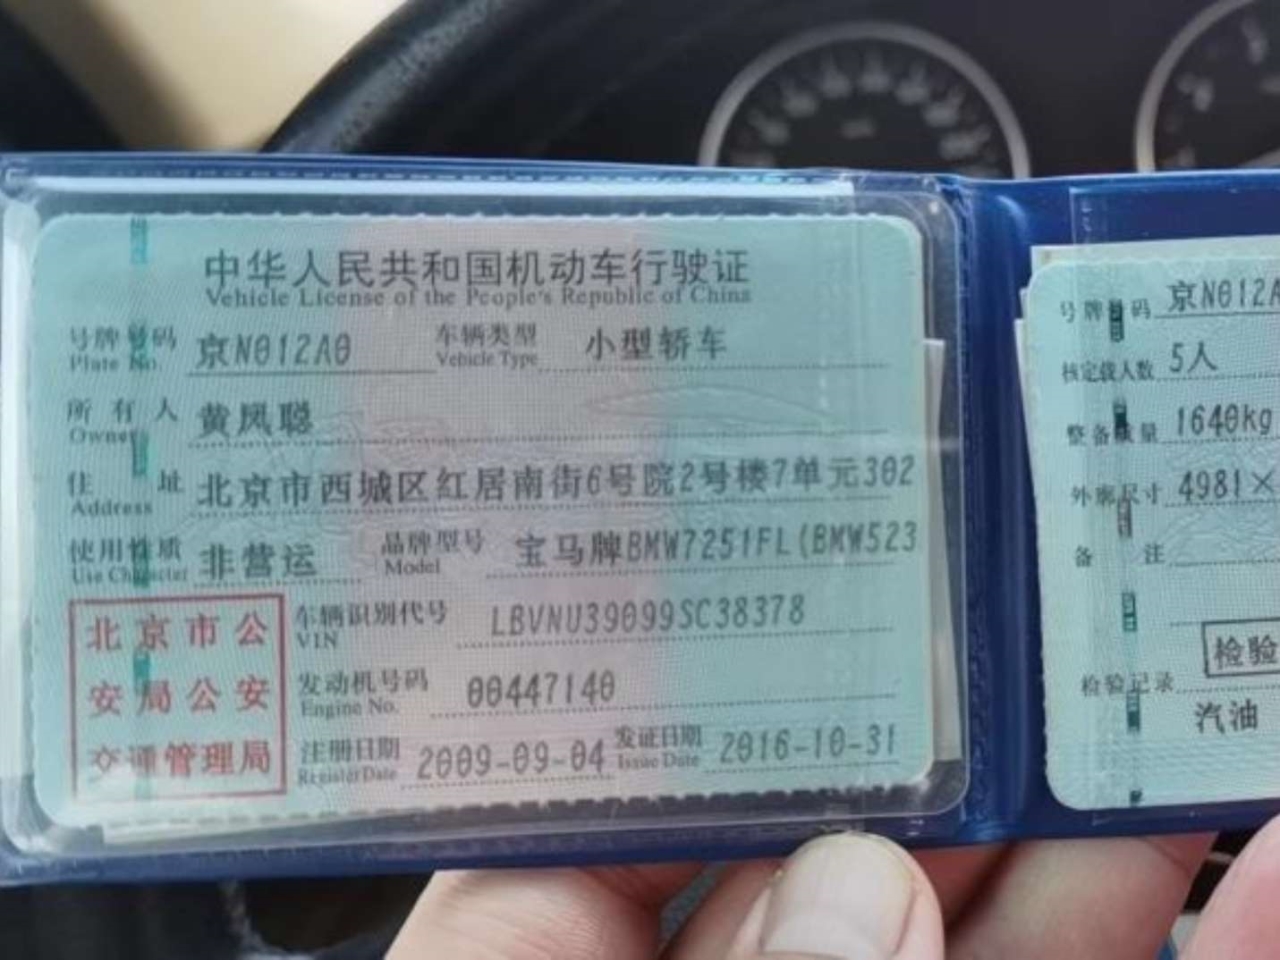 中华人民共和国机动车行驶证
Vehicle License of the People's Republic of China
号牌号码 京N012A0 车辆类型 小型轿车
Plate No. Vehicle Type
所有人 黄凤聪
Owner
住址 北京市西城区红居南街6号院2号楼7单元302
Address
使用性质 非营运 品牌型号 宝马牌BMW7251FL(BMW523
Use Character Model
北京市公
安局公安
交通管理局
车辆识别代号 LBVNU39099SC38378
VIN
发动机号码 00447140
Engine No.
注册日期 2009-09-04 发证日期 2016-10-31
Register Date Issue Date
号牌号码 京N012A
核定载人数 5人
整备质量 1640kg
外廓尺寸 4981×
备注
检验
检验记录
汽油